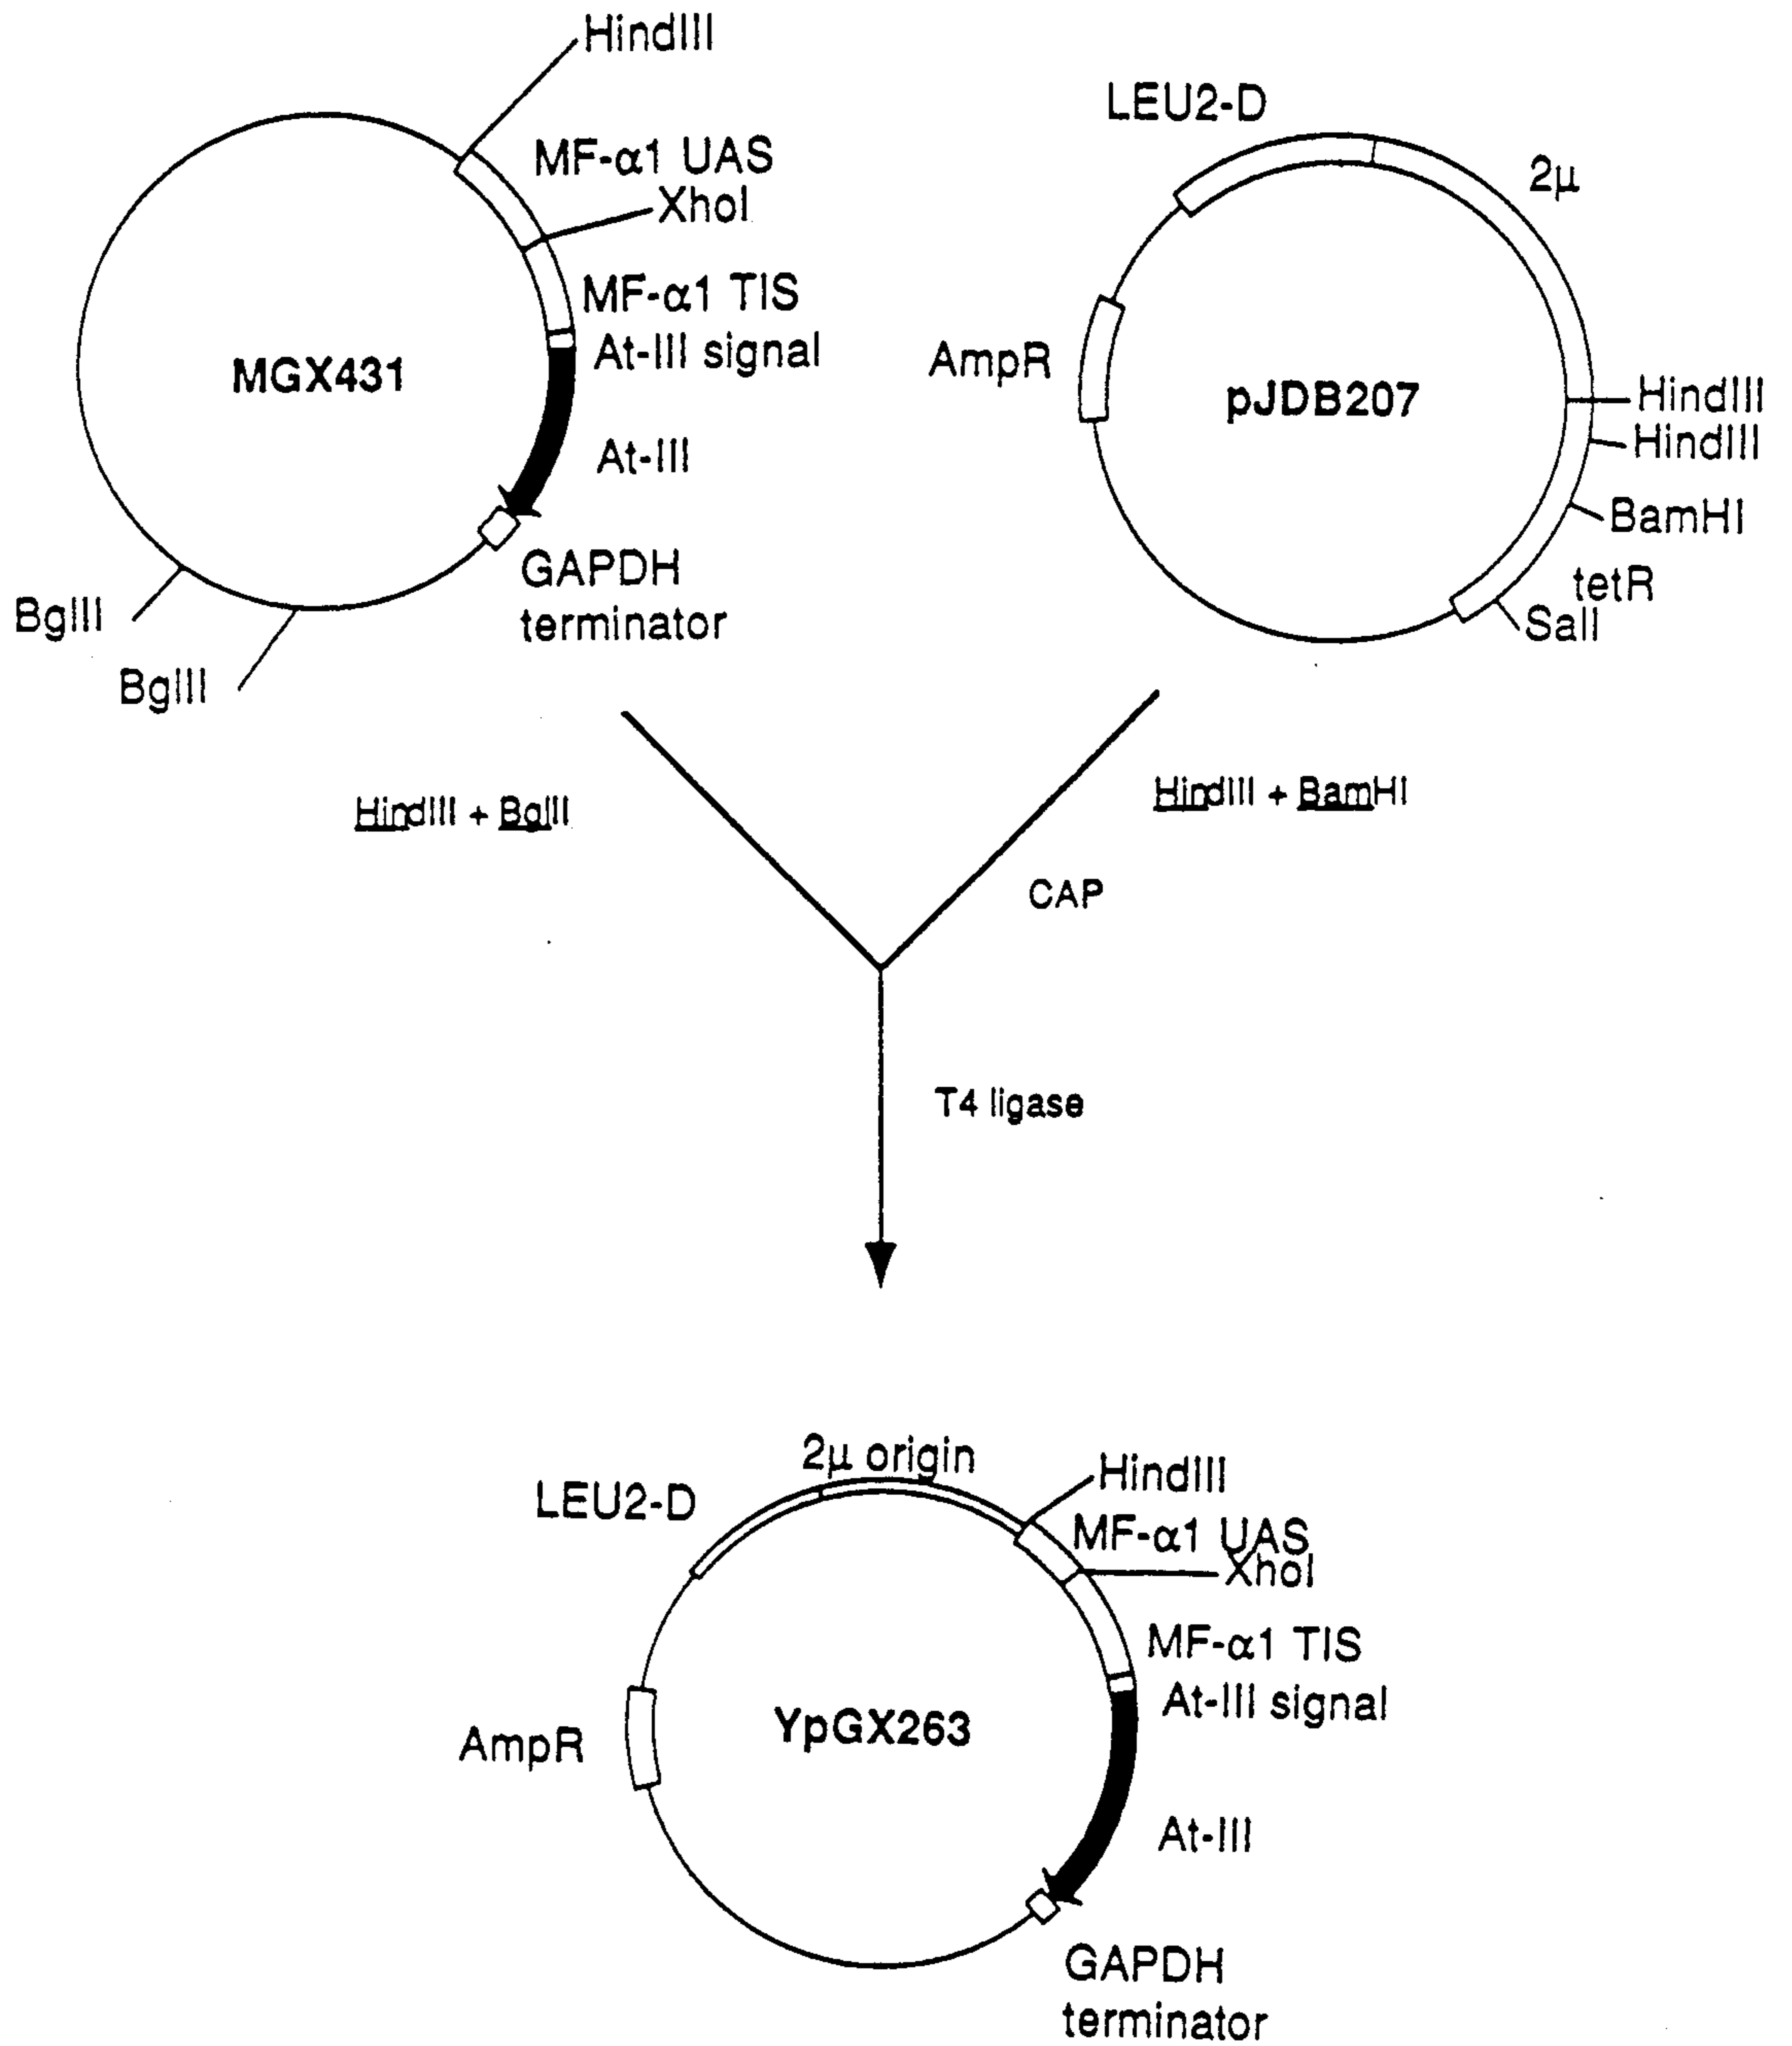 HindIII
MF-α1 UAS
XhoI
MF-α1 TIS
At-III signal
MGX431
At-III
GAPDH
terminator
BglII
BglII
LEU2-D
2μ
AmpR
pJDB207
HindIII
HindIII
BamHI
tetR
SalI
HindIII + BglII
HindIII + BamHI
CAP
T4 ligase
2μ origin
LEU2-D
HindIII
MF-α1 UAS
XhoI
MF-α1 TIS
At-III signal
AmpR
YpGX263
At-III
GAPDH
terminator